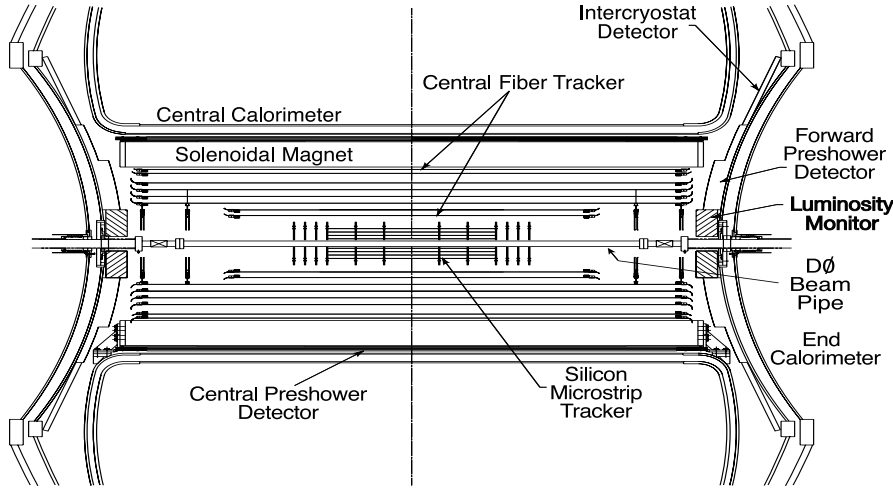 Intercryostat
Detector
Central Fiber Tracker
Central Calorimeter
Solenoidal Magnet
Forward
Preshower
Detector
Luminosity
Monitor
DØ
Beam
Pipe
End
Calorimeter
Silicon
Microstrip
Tracker
Central Preshower
Detector